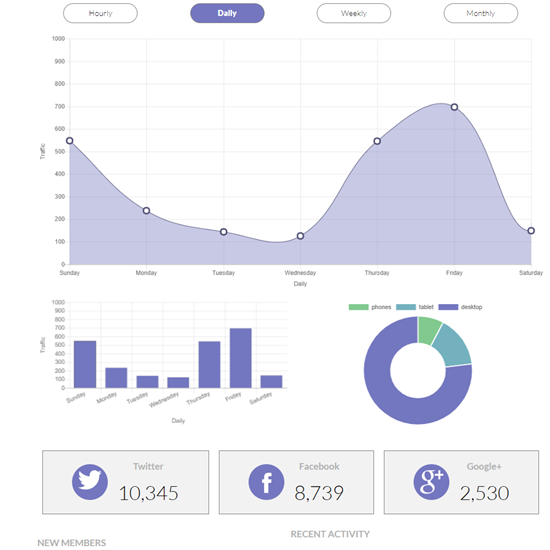 Hourly Daily Weekly Monthly
1000
900
800
700
600
500
400
300
200
100
0
Traffic
Sunday Monday Tuesday Wednesday Thursday Friday Saturday
Daily
1000
900
800
700
600
500
400
300
200
100
0
Traffic
Sunday Monday Tuesday Wednesday Thursday Friday Saturday
Daily
phones tablet desktop
Twitter
10,345
Facebook
8,739
Google+
2,530
NEW MEMBERS
RECENT ACTIVITY